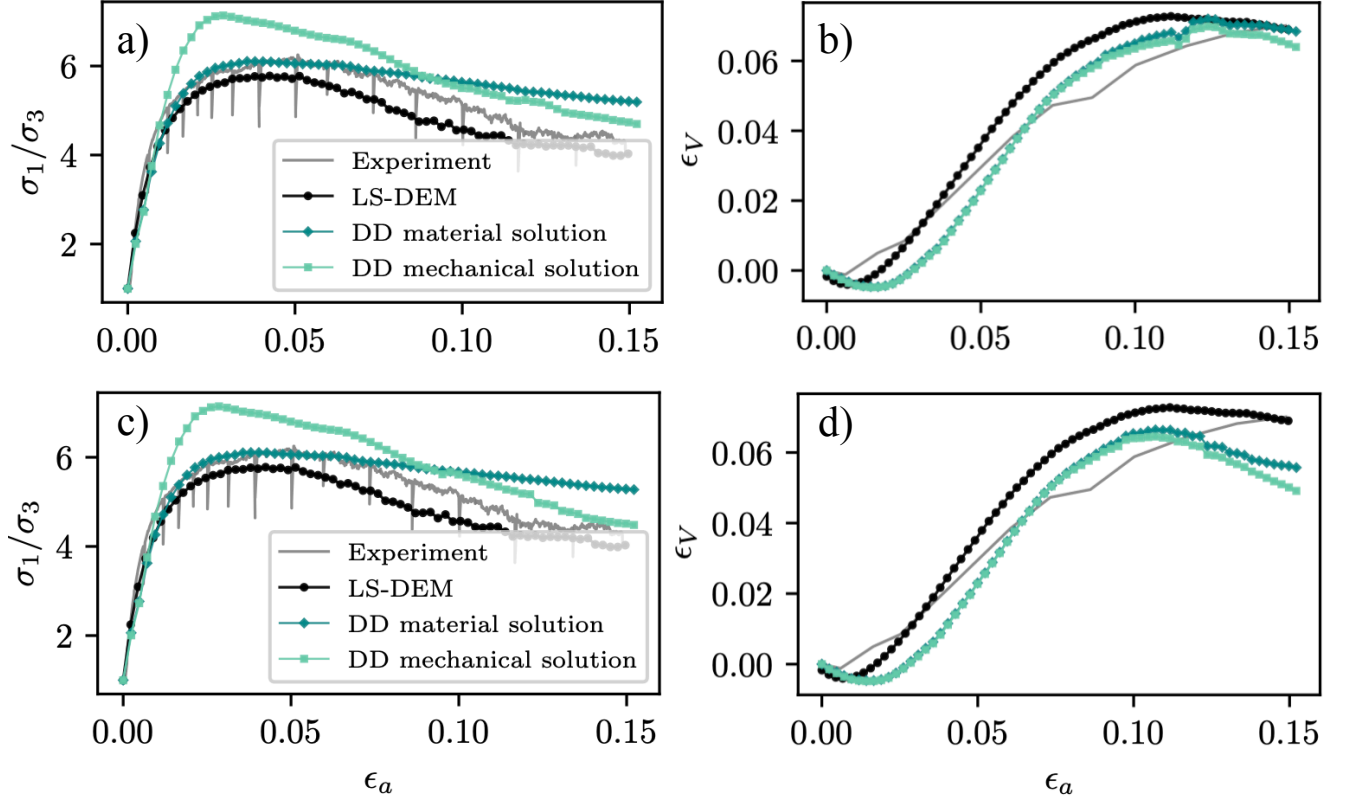 a)
σ1/σ3
6
4
2
Experiment
LS-DEM
DD material solution
DD mechanical solution
0.00 0.05 0.10 0.15
b)
ϵV
0.06
0.04
0.02
0.00
0.00 0.05 0.10 0.15
c)
σ1/σ3
6
4
2
Experiment
LS-DEM
DD material solution
DD mechanical solution
0.00 0.05 0.10 0.15
ϵa
d)
ϵV
0.06
0.04
0.02
0.00
0.00 0.05 0.10 0.15
ϵa